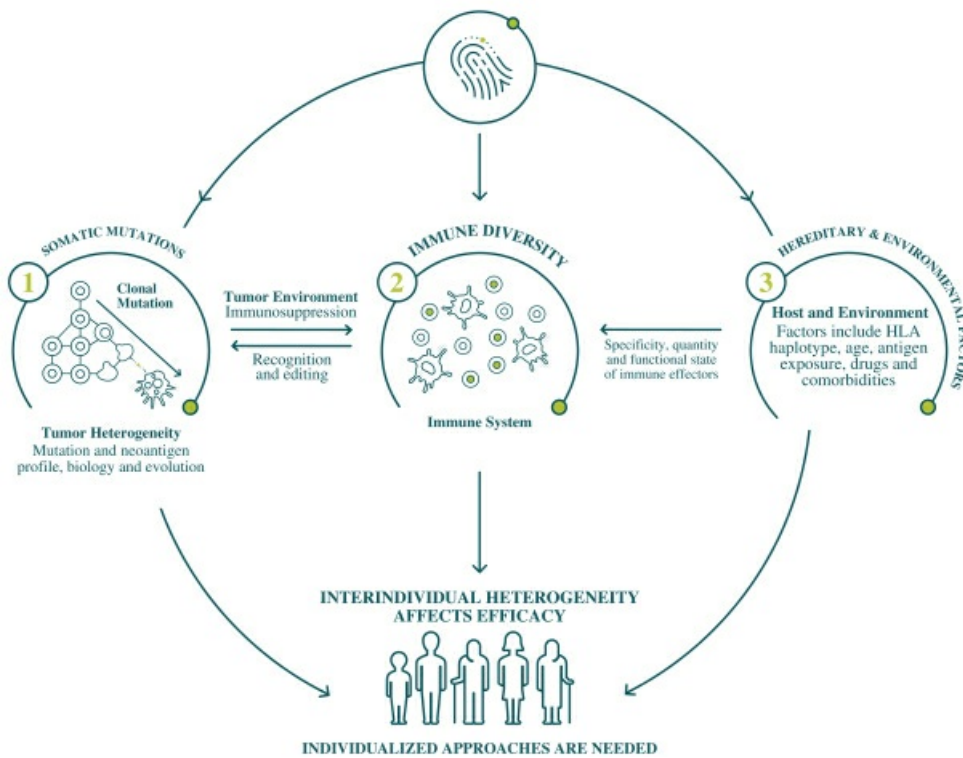 SOMATIC MUTATIONS
1
Clonal
Mutation
Tumor Heterogeneity
Mutation and neoantigen
profile, biology and evolution
Tumor Environment
Immunosuppression
Recognition
and editing
IMMUNE DIVERSITY
2
Immune System
Specificity, quantity
and functional state
of immune effectors
HEREDITARY & ENVIRONMENTAL FACTORS
3
Host and Environment
Factors include HLA
haplotype, age, antigen
exposure, drugs and
comorbidities
INTERINDIVIDUAL HETEROGENEITY
AFFECTS EFFICACY
INDIVIDUALIZED APPROACHES ARE NEEDED